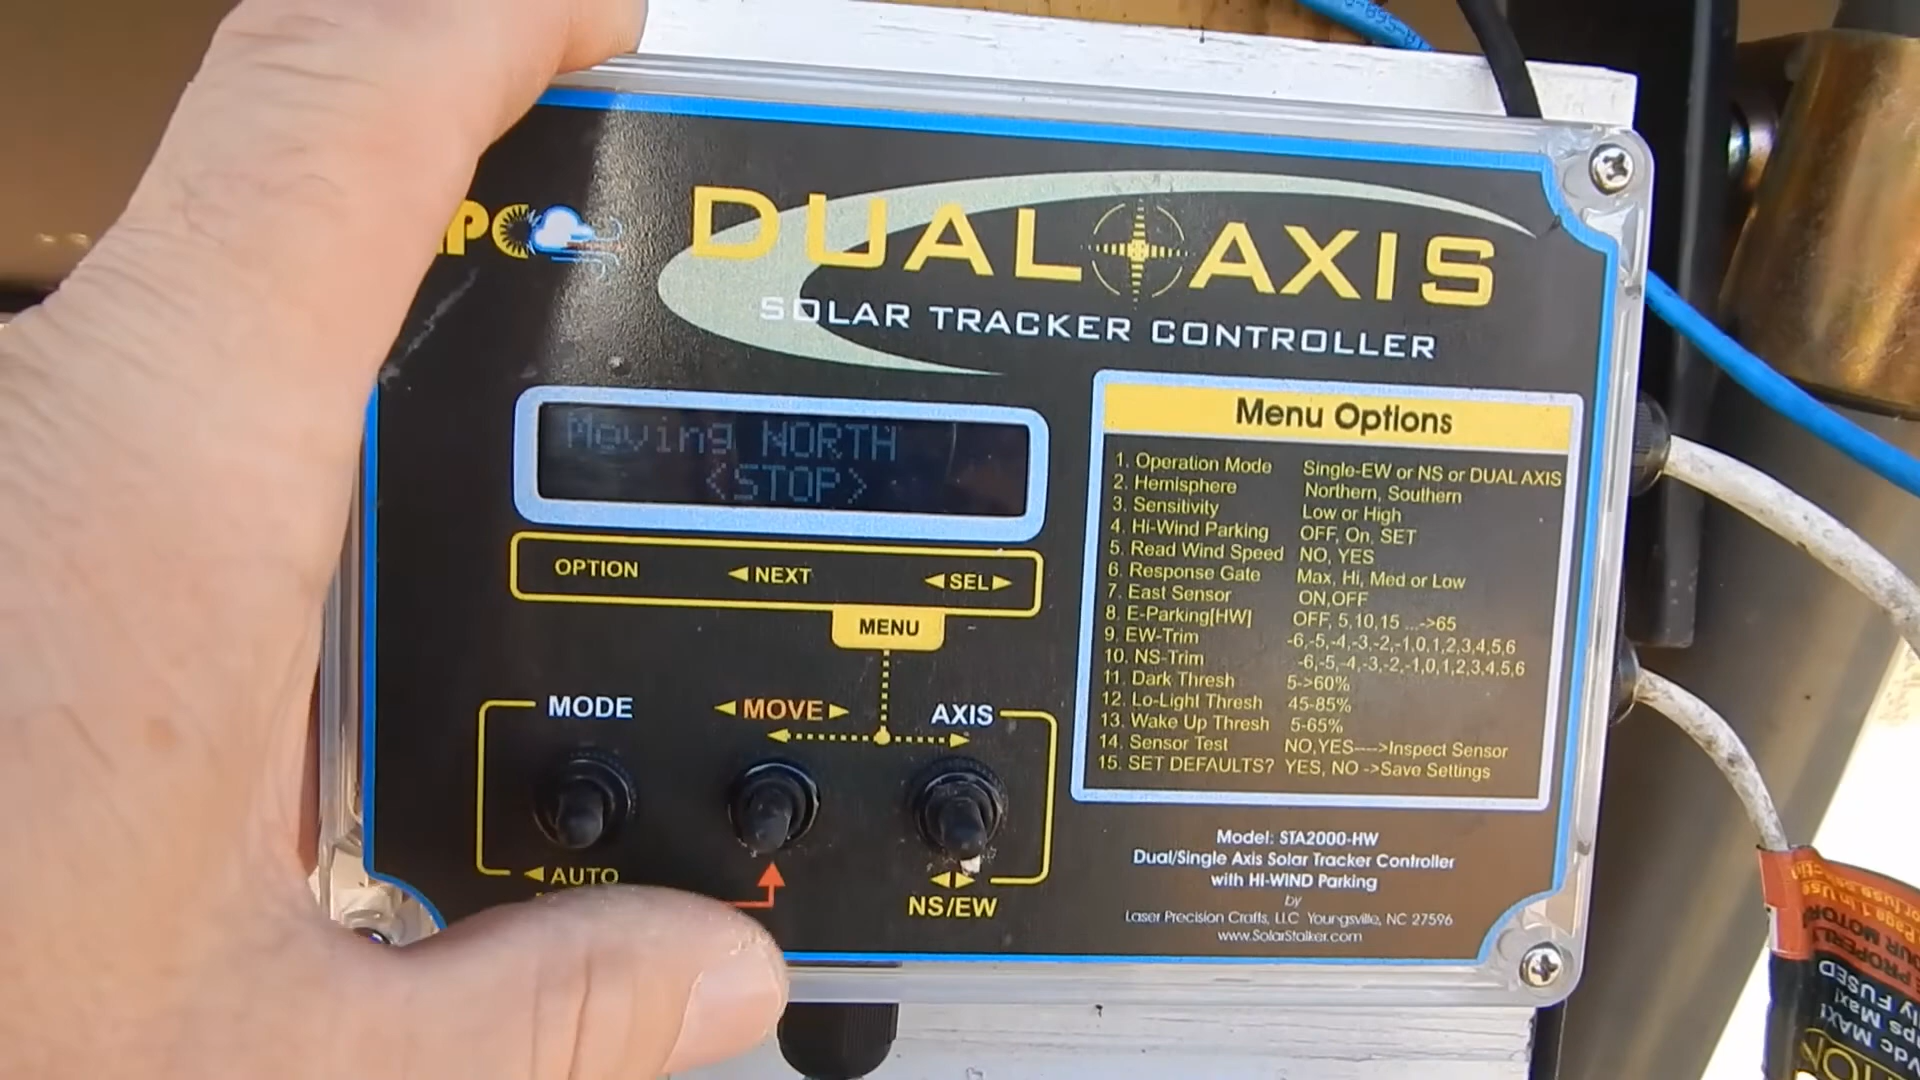 DUAL AXIS
SOLAR TRACKER CONTROLLER
Moving NORTH
<STOP>
OPTION ◄NEXT ◄SEL►
MENU
MODE ◄MOVE► AXIS
◄AUTO
NS/EW
Menu Options
1. Operation Mode Single-EW or NS or DUAL AXIS
2. Hemisphere Northern, Southern
3. Sensitivity Low or High
4. Hi-Wind Parking OFF, On, SET
5. Read Wind Speed NO, YES
6. Response Gate Max, Hi, Med or Low
7. East Sensor ON,OFF
8. E-Parking[HW] OFF, 5,10,15 ...->65
9. EW-Trim -6,-5,-4,-3,-2,-1,0,1,2,3,4,5,6
10. NS-Trim -6,-5,-4,-3,-2,-1,0,1,2,3,4,5,6
11. Dark Thresh 5->60%
12. Lo-Light Thresh 45-85%
13. Wake Up Thresh 5-65%
14. Sensor Test NO,YES---->Inspect Sensor
15. SET DEFAULTS? YES, NO ->Save Settings
Model: STA2000-HW
Dual/Single Axis Solar Tracker Controller
with HI-WIND Parking
by
Laser Precision Crafts, LLC Youngsville, NC 27596
www.SolarStalker.com
MAX!
FUSED